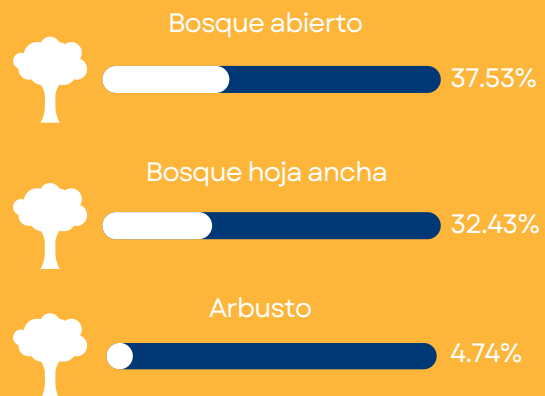 Bosque abierto
37.53%
Bosque hoja ancha
32.43%
Arbusto
4.74%